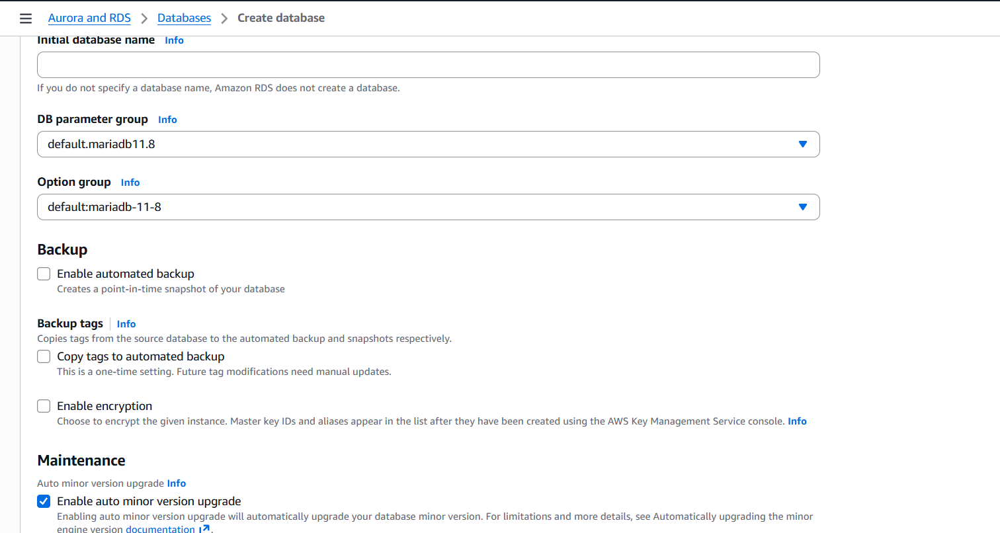 Aurora and RDS > Databases > Create database
Initial database name Info
If you do not specify a database name, Amazon RDS does not create a database.
DB parameter group Info
default.mariadb11.8
Option group Info
default:mariadb-11-8
Backup
Enable automated backup
Creates a point-in-time snapshot of your database
Backup tags Info
Copies tags from the source database to the automated backup and snapshots respectively.
Copy tags to automated backup
This is a one-time setting. Future tag modifications need manual updates.
Enable encryption
Choose to encrypt the given instance. Master key IDs and aliases appear in the list after they have been created using the AWS Key Management Service console. Info
Maintenance
Auto minor version upgrade Info
Enable auto minor version upgrade
Enabling auto minor version upgrade will automatically upgrade your database minor version. For limitations and more details, see Automatically upgrading the minor
engine version documentation.